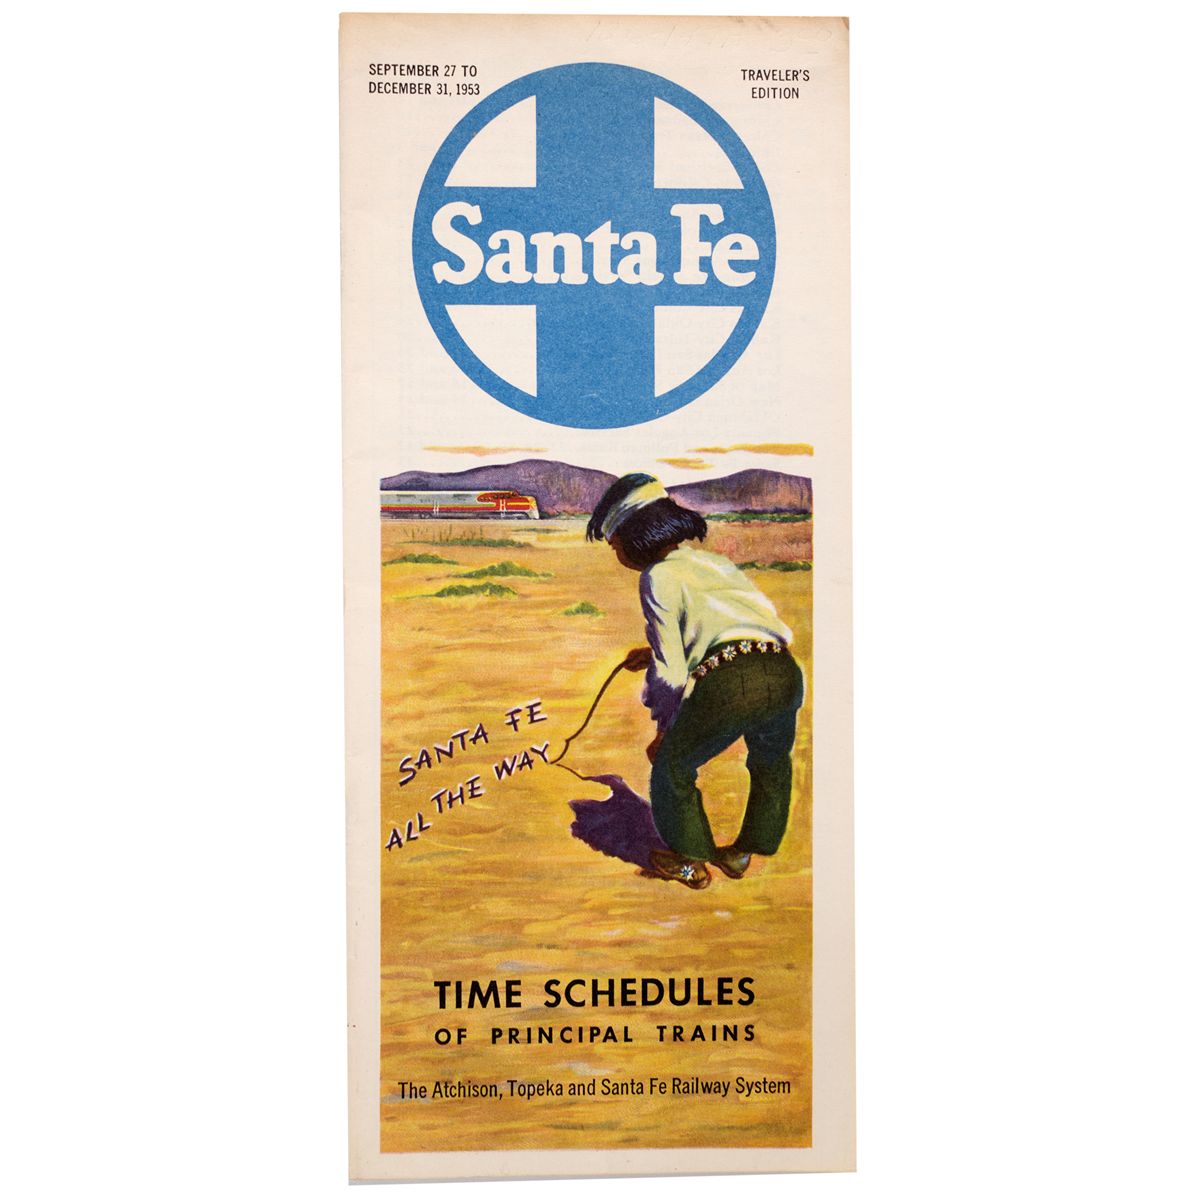 SEPTEMBER 27 TO
DECEMBER 31, 1953
TRAVELER'S
EDITION
Santa Fe
SANTA FE
ALL THE WAY
TIME SCHEDULES
OF PRINCIPAL TRAINS
The Atchison, Topeka and Santa Fe Railway System